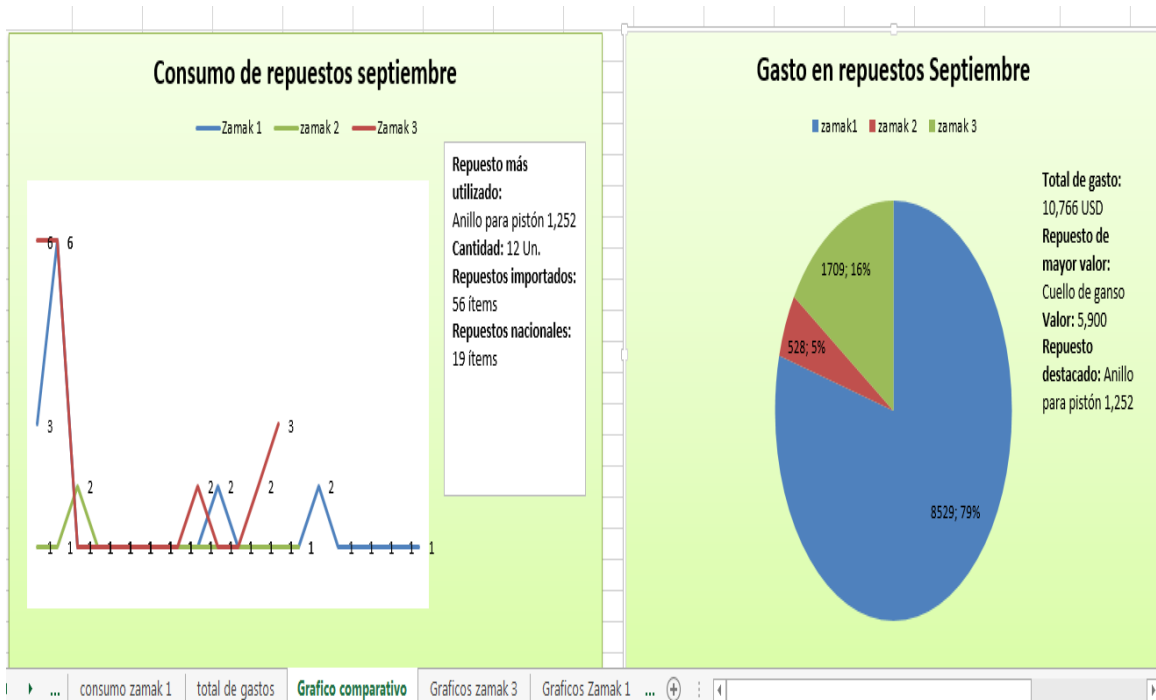 Consumo de repuestos septiembre
Zamak 1 zamak 2 Zamak 3
6 6
3
2
2 2 2
3
2
1 1 1 1 1 1 1 1 1 1 1 1 1 1 1 1 1 1 1
Repuesto más
utilizado:
Anillo para pistón 1,252
Cantidad: 12 Un.
Repuestos importados:
56 ítems
Repuestos nacionales:
19 ítems
Gasto en repuestos Septiembre
zamak1 zamak 2 zamak 3
1709; 16%
528; 5%
8529; 79%
Total de gasto:
10,766 USD
Repuesto de
mayor valor:
Cuello de ganso
Valor: 5,900
Repuesto
destacado: Anillo
para pistón 1,252
... consumo zamak 1 total de gastos Grafico comparativo Graficos zamak 3 Graficos Zamak 1 ...